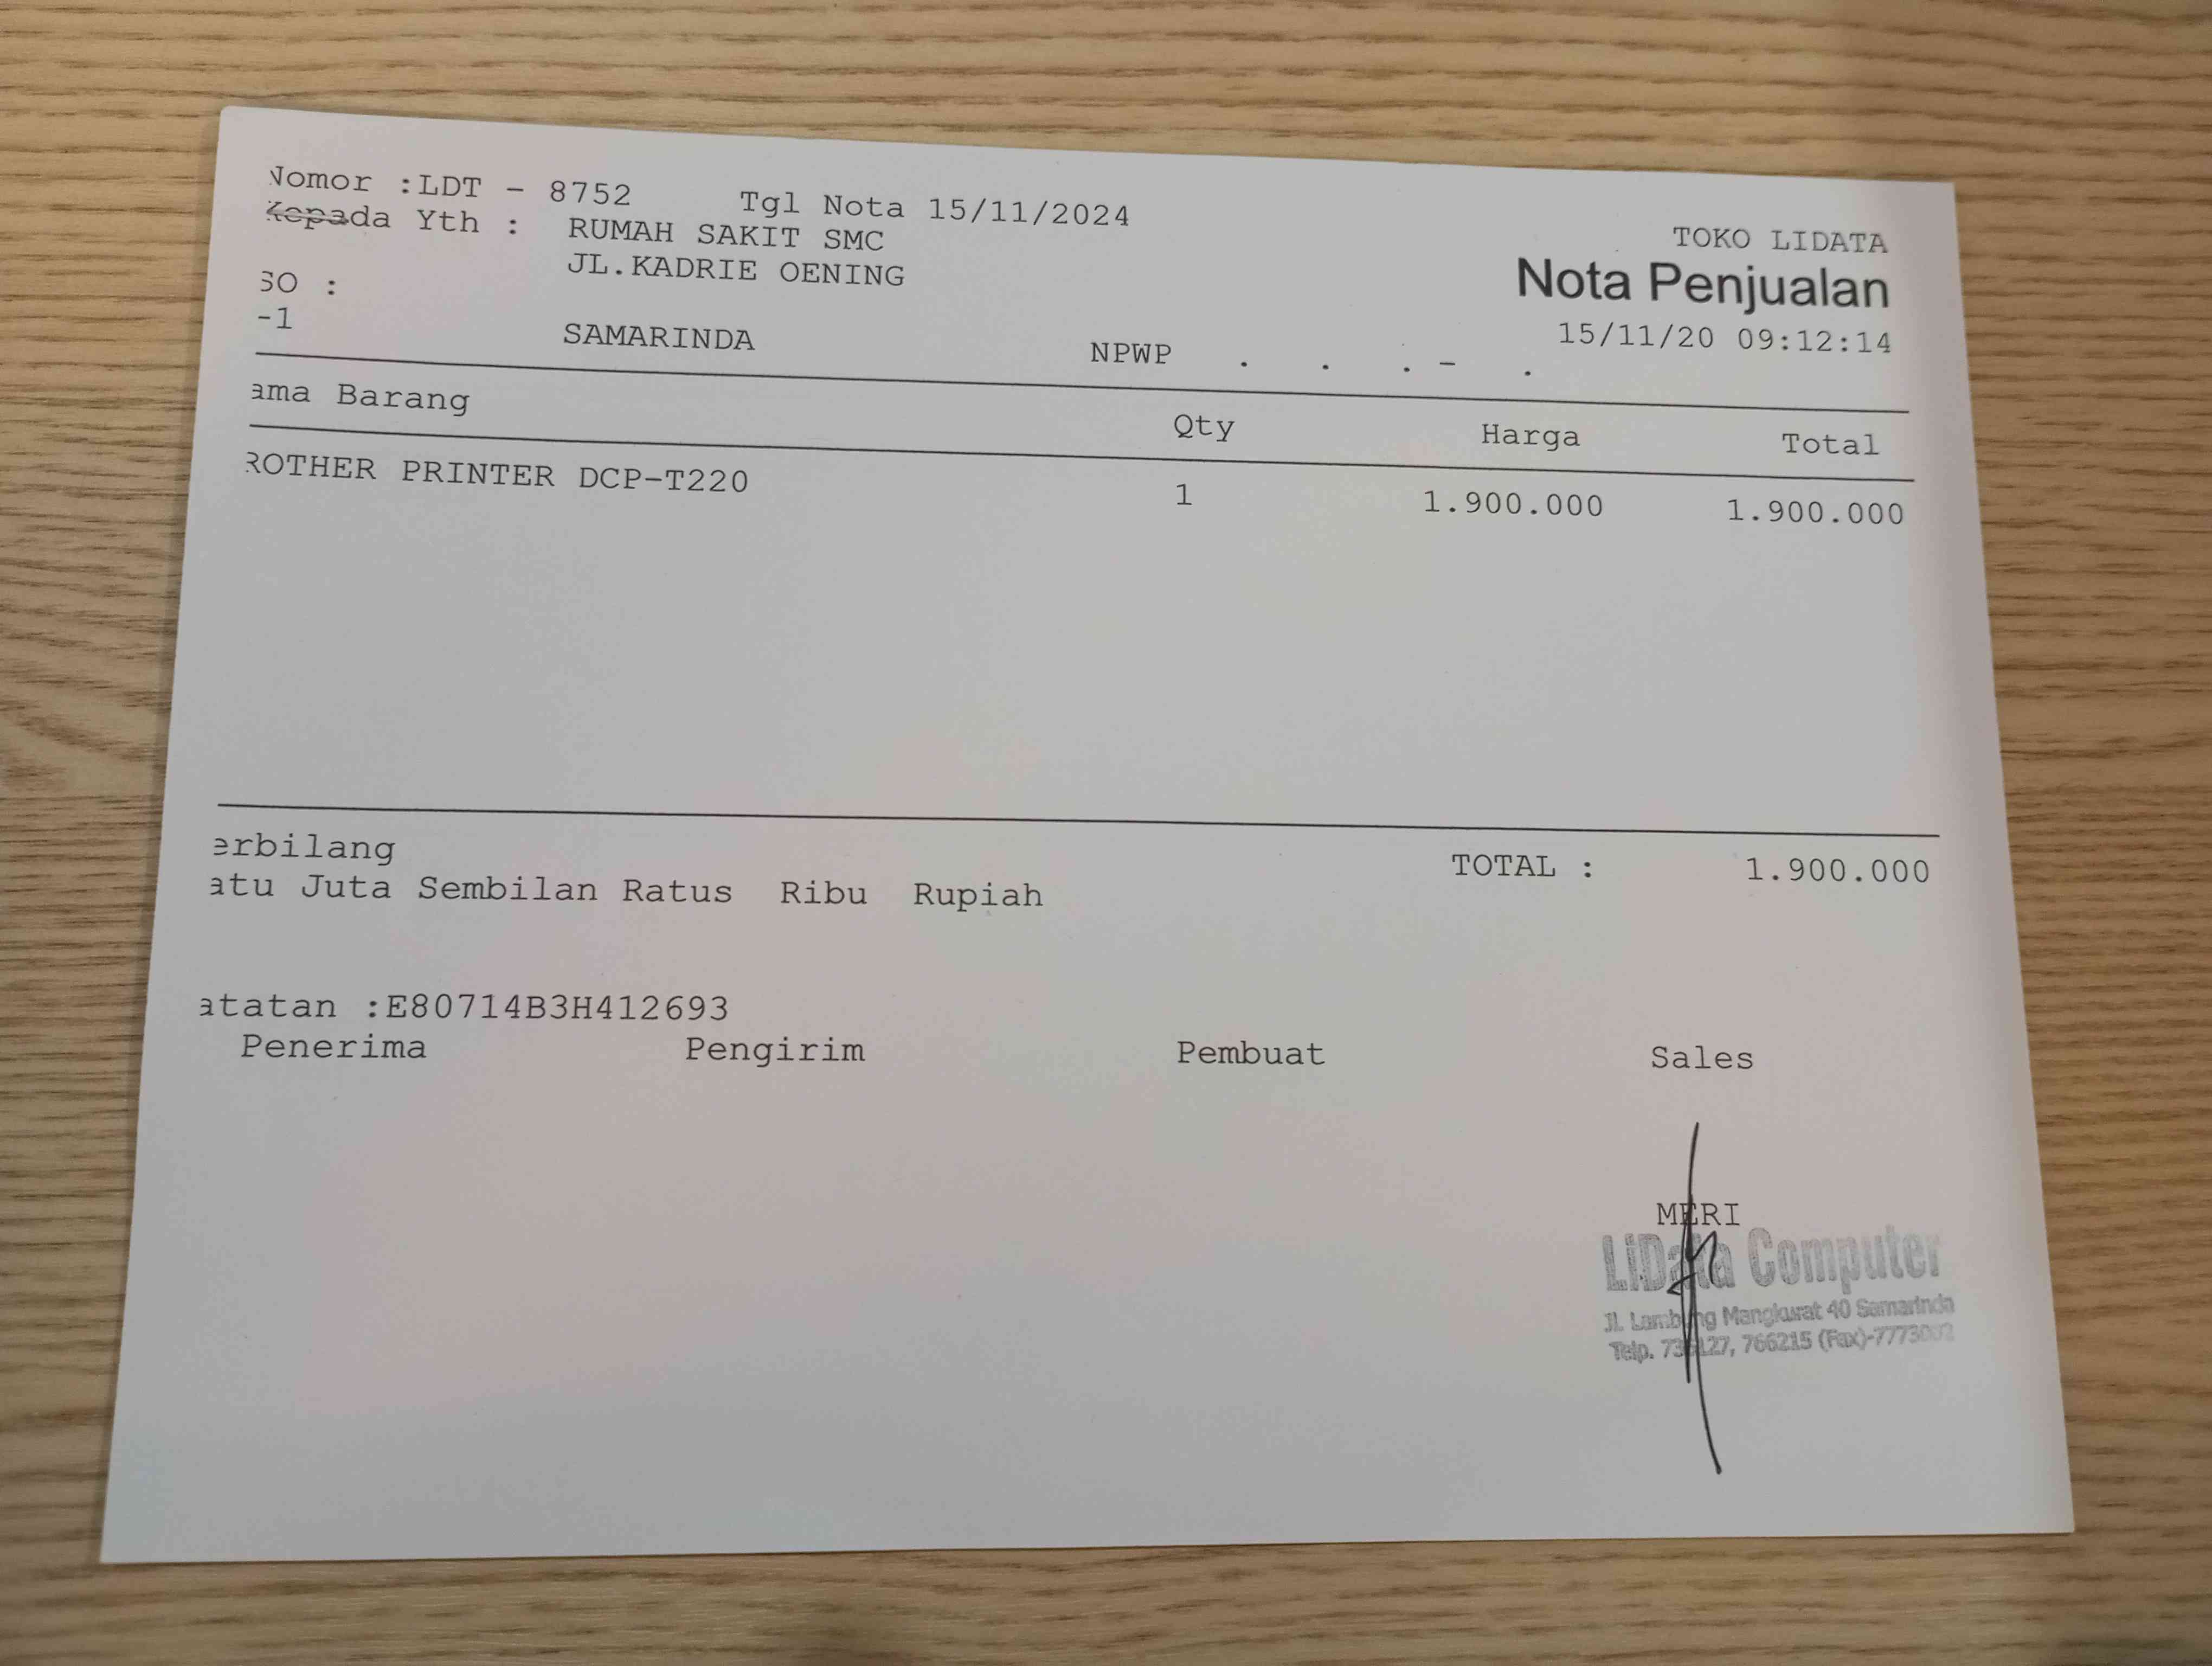 Nomor :LDT - 8752 Tgl Nota 15/11/2024
Kepada Yth : RUMAH SAKIT SMC
JL.KADRIE OENING
TOKO LIDATA
Nota Penjualan
SO :
-1 SAMARINDA NPWP . . . - . 15/11/20 09:12:14
ama Barang Qty Harga Total
ROTHER PRINTER DCP-T220 1 1.900.000 1.900.000
erbilang TOTAL : 1.900.000
atu Juta Sembilan Ratus Ribu Rupiah
atatan :E80714B3H412693
Penerima Pengirim Pembuat Sales
MERI
LiData Computer
Jl. Lambung Mangkurat 40 Samarinda
Telp. 766215 (Fax)